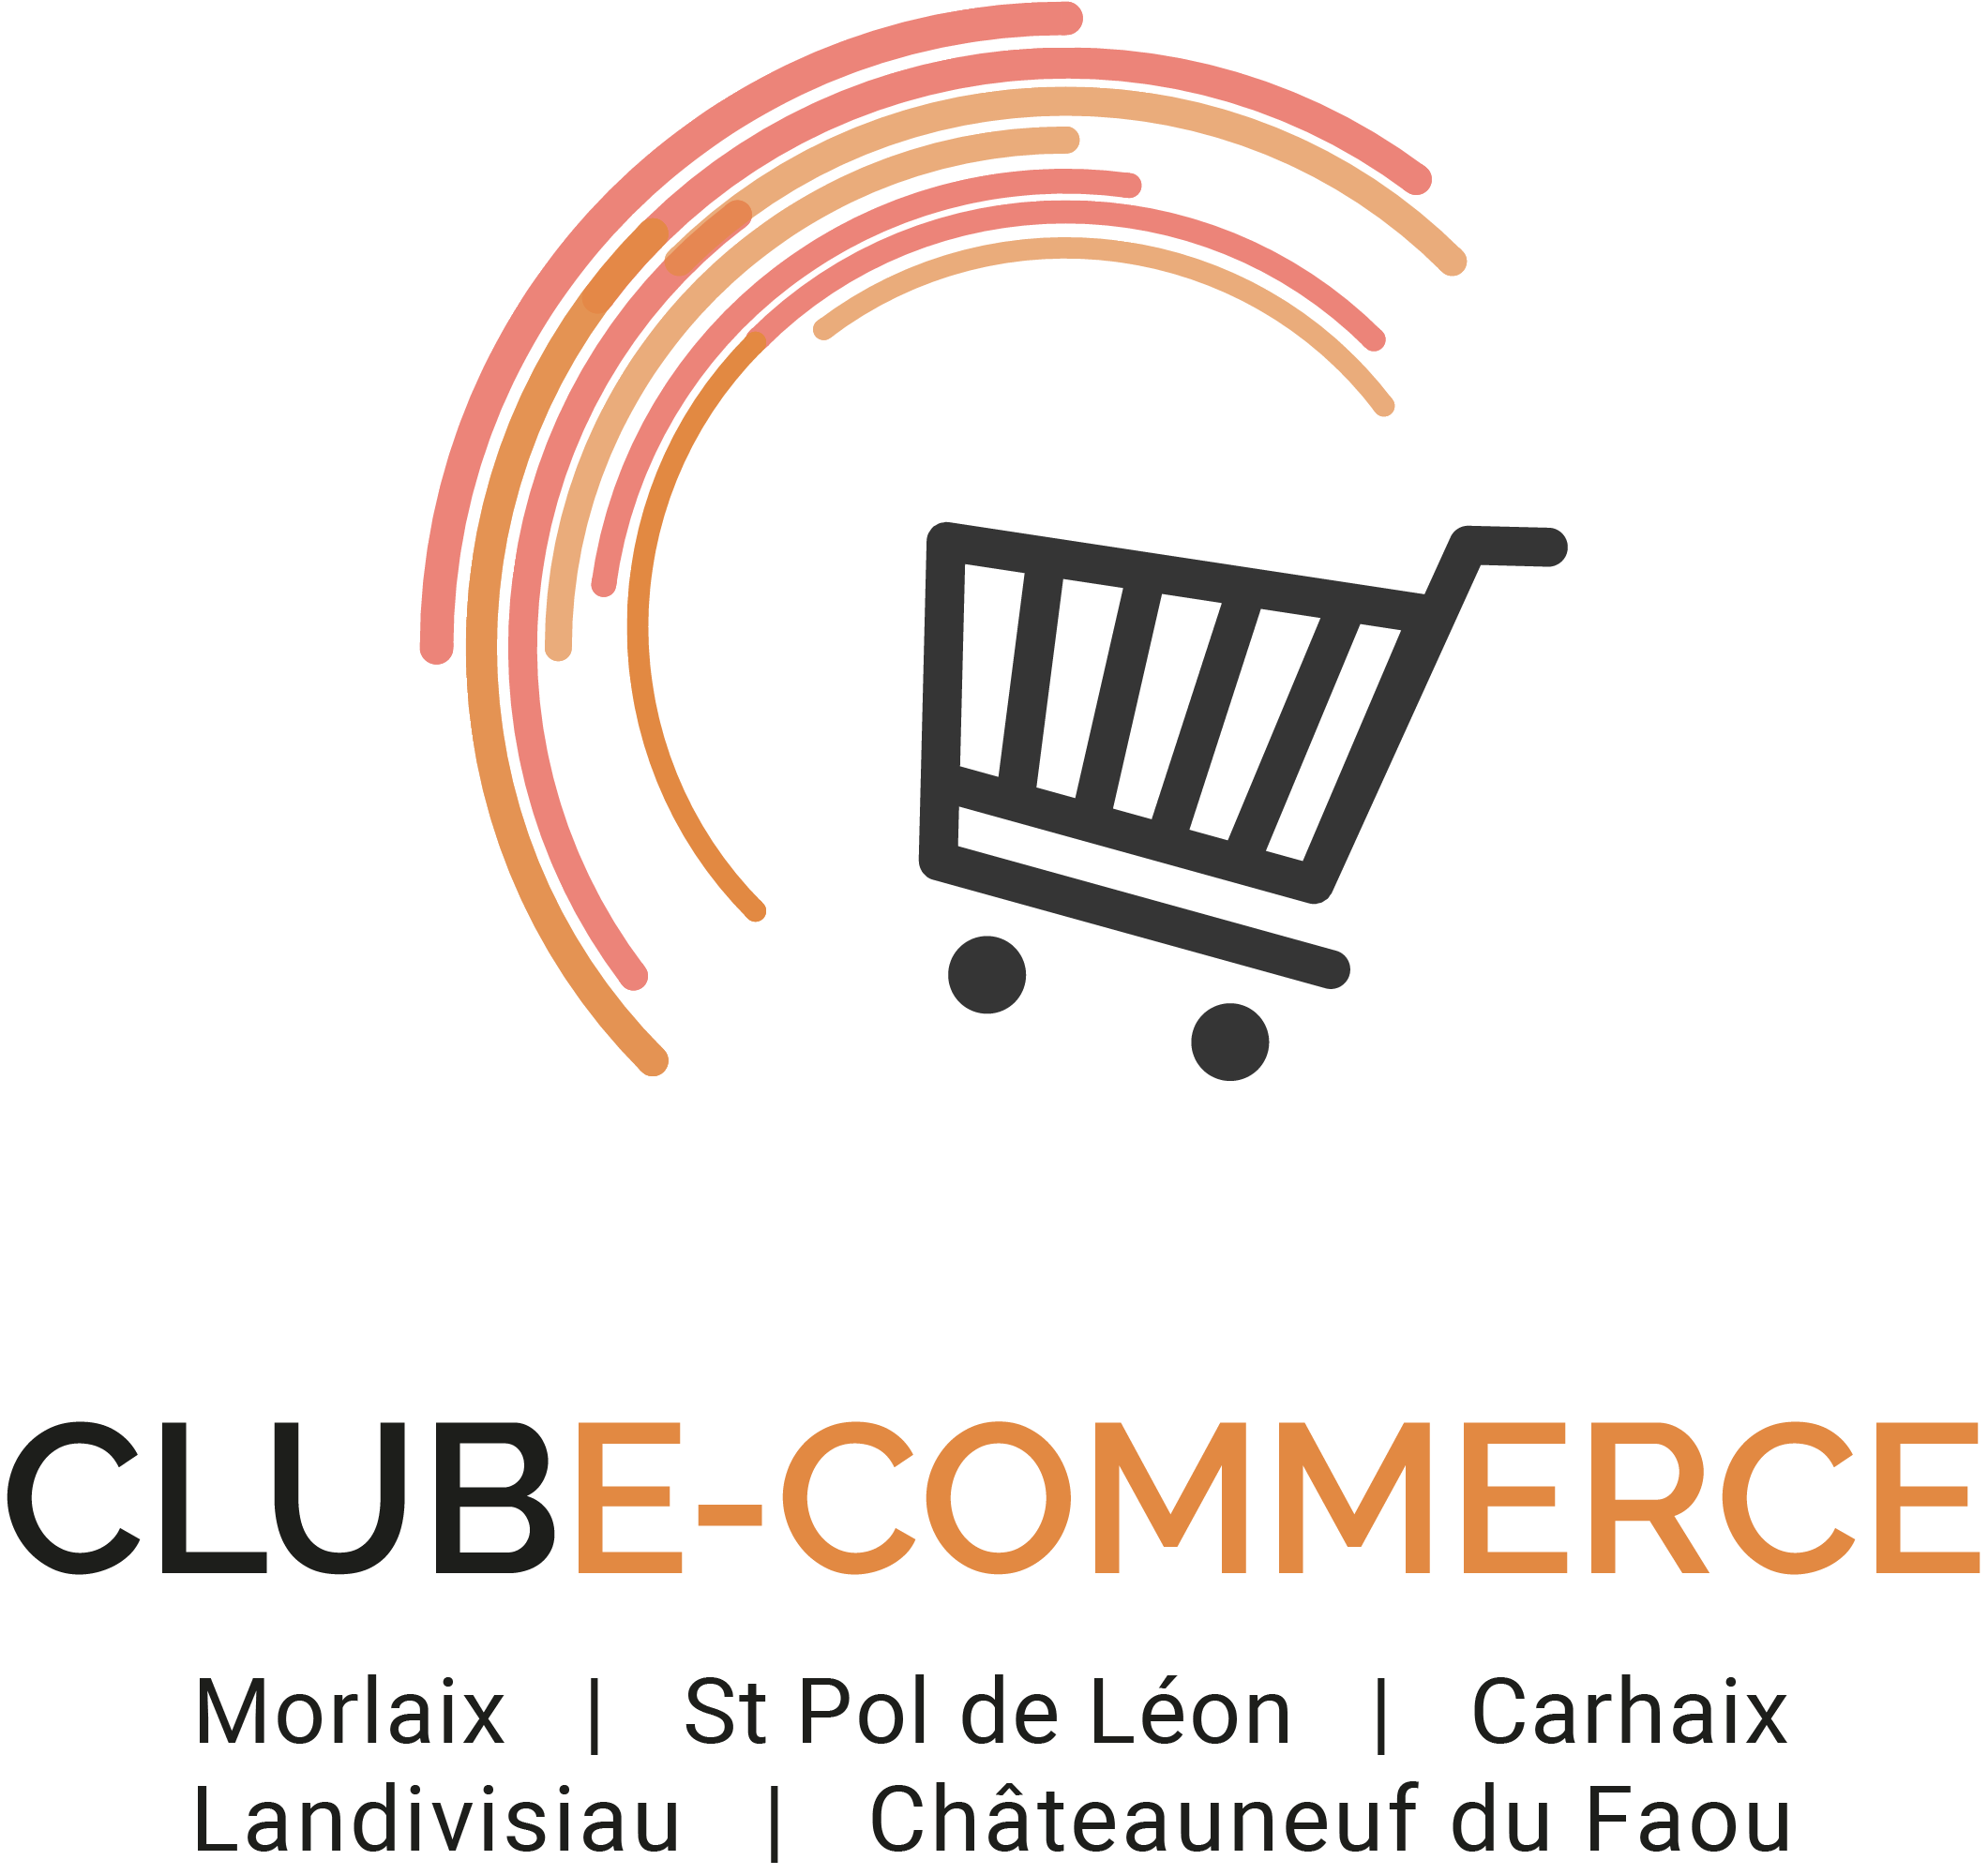 CLUBE-COMMERCE
Morlaix | St Pol de Léon | Carhaix
Landivisiau | Châteauneuf du Faou